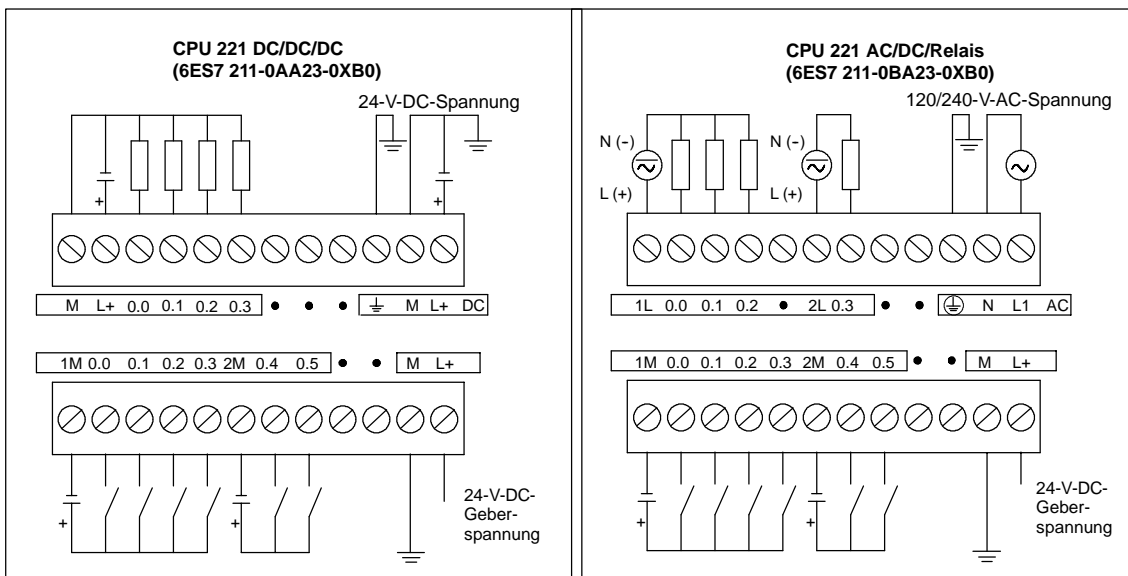 CPU 221 DC/DC/DC
(6ES7 211-0AA23-0XB0)
24-V-DC-Spannung
+
+
M L+ 0.0 0.1 0.2 0.3 • • • ⏚ M L+ DC
1M 0.0 0.1 0.2 0.3 2M 0.4 0.5 • • M L+
+
+
24-V-DC-
Geber-
spannung
CPU 221 AC/DC/Relais
(6ES7 211-0BA23-0XB0)
120/240-V-AC-Spannung
N (-) N (-)
L (+) L (+)
1L 0.0 0.1 0.2 • 2L 0.3 • • ⏚ N L1 AC
1M 0.0 0.1 0.2 0.3 2M 0.4 0.5 • • M L+
+
+
24-V-DC-
Geber-
spannung